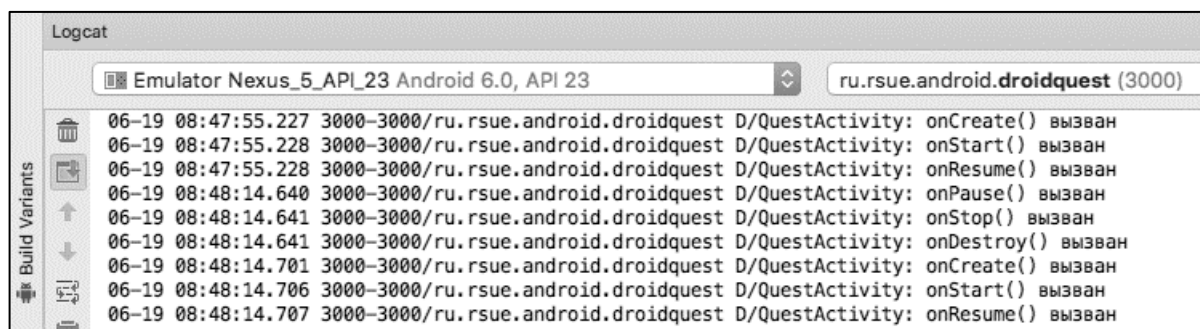 Logcat
Emulator Nexus_5_API_23 Android 6.0, API 23
ru.rsue.android.droidquest (3000)
Build Variants
06-19 08:47:55.227 3000-3000/ru.rsue.android.droidquest D/QuestActivity: onCreate() вызван
06-19 08:47:55.228 3000-3000/ru.rsue.android.droidquest D/QuestActivity: onStart() вызван
06-19 08:47:55.228 3000-3000/ru.rsue.android.droidquest D/QuestActivity: onResume() вызван
06-19 08:48:14.640 3000-3000/ru.rsue.android.droidquest D/QuestActivity: onPause() вызван
06-19 08:48:14.641 3000-3000/ru.rsue.android.droidquest D/QuestActivity: onStop() вызван
06-19 08:48:14.641 3000-3000/ru.rsue.android.droidquest D/QuestActivity: onDestroy() вызван
06-19 08:48:14.701 3000-3000/ru.rsue.android.droidquest D/QuestActivity: onCreate() вызван
06-19 08:48:14.706 3000-3000/ru.rsue.android.droidquest D/QuestActivity: onStart() вызван
06-19 08:48:14.707 3000-3000/ru.rsue.android.droidquest D/QuestActivity: onResume() вызван